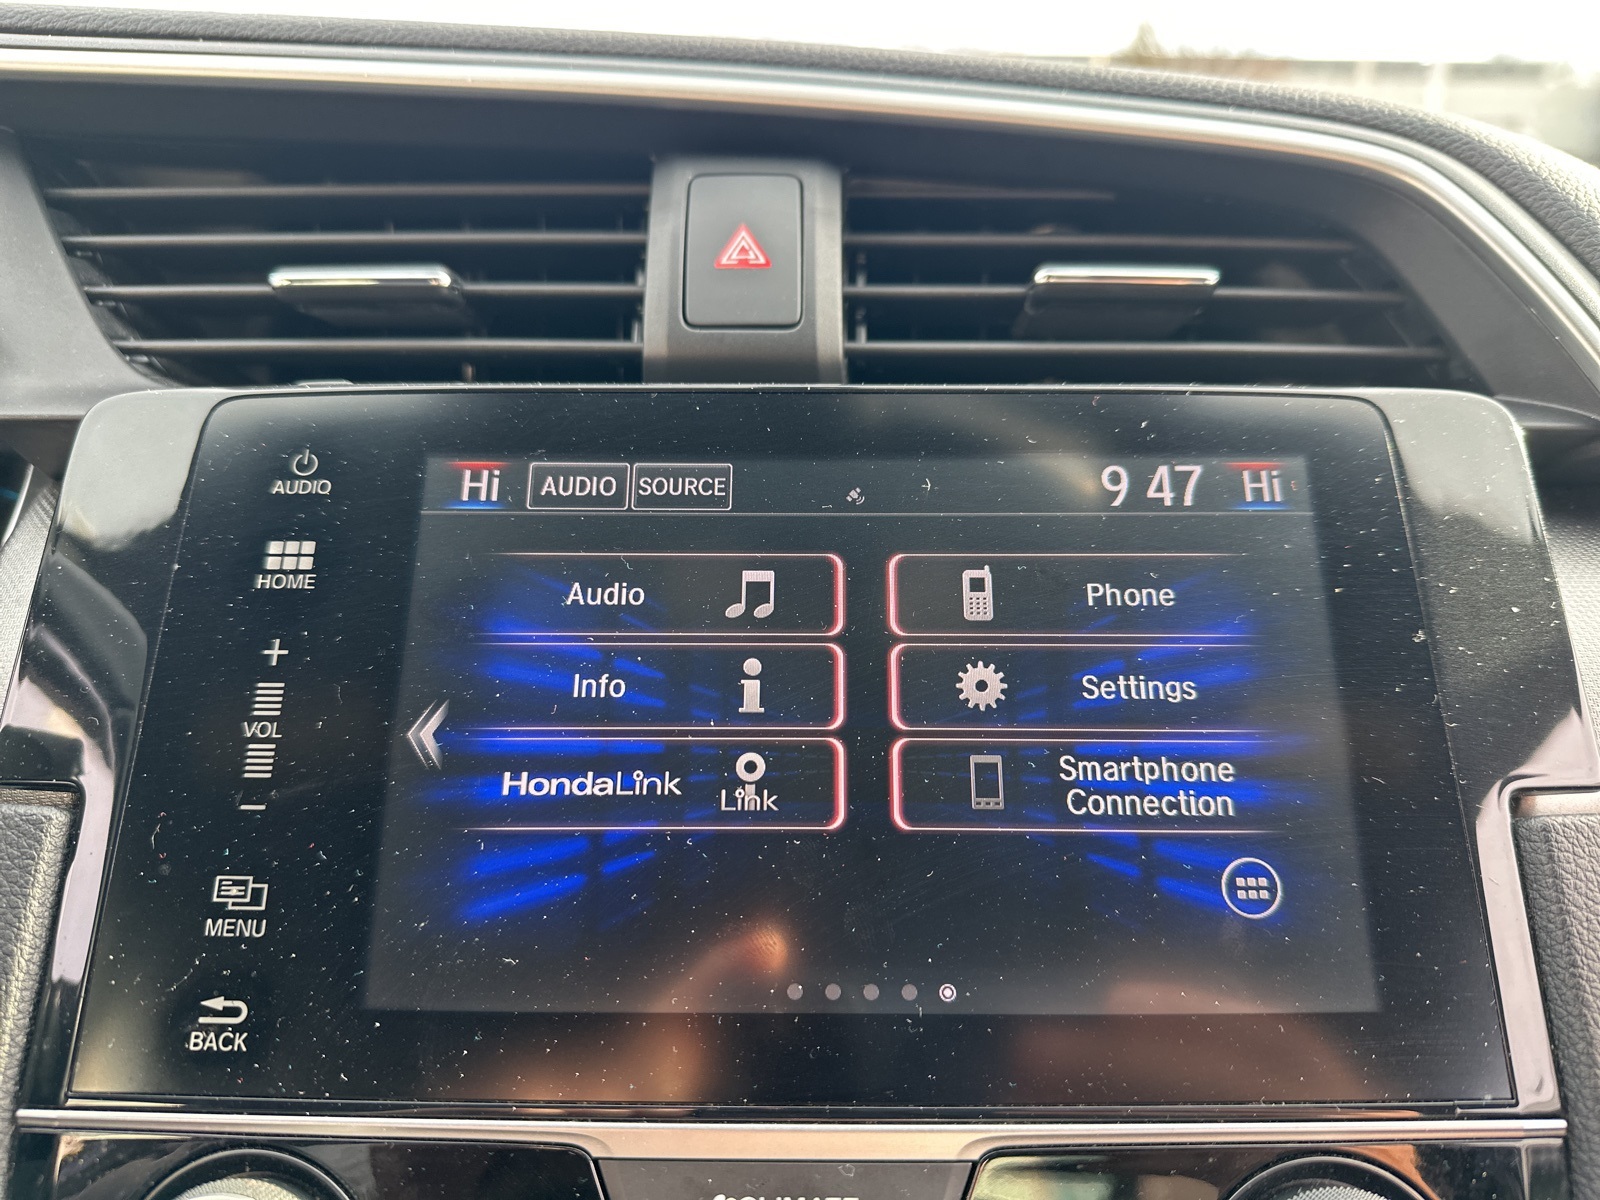 AUDIO
HOME
+
VOL
−
MENU
BACK
Hi AUDIO SOURCE 9 47 Hi
Audio
Phone
Info
Settings
HondaLink
Link
Smartphone
Connection
CLIMATE